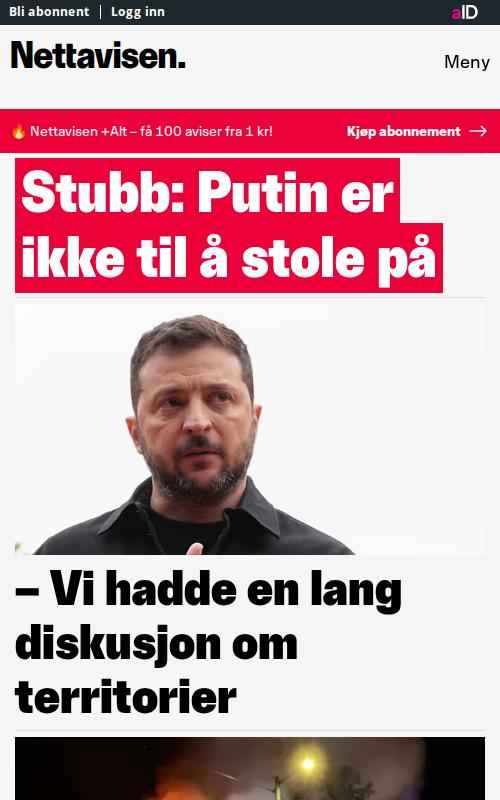 Bli abonnent | Logg inn
aID
Nettavisen.
Meny
🔥 Nettavisen +Alt – få 100 aviser fra 1 kr!
Kjøp abonnement →
Stubb: Putin er
ikke til å stole på
– Vi hadde en lang
diskusjon om
territorier